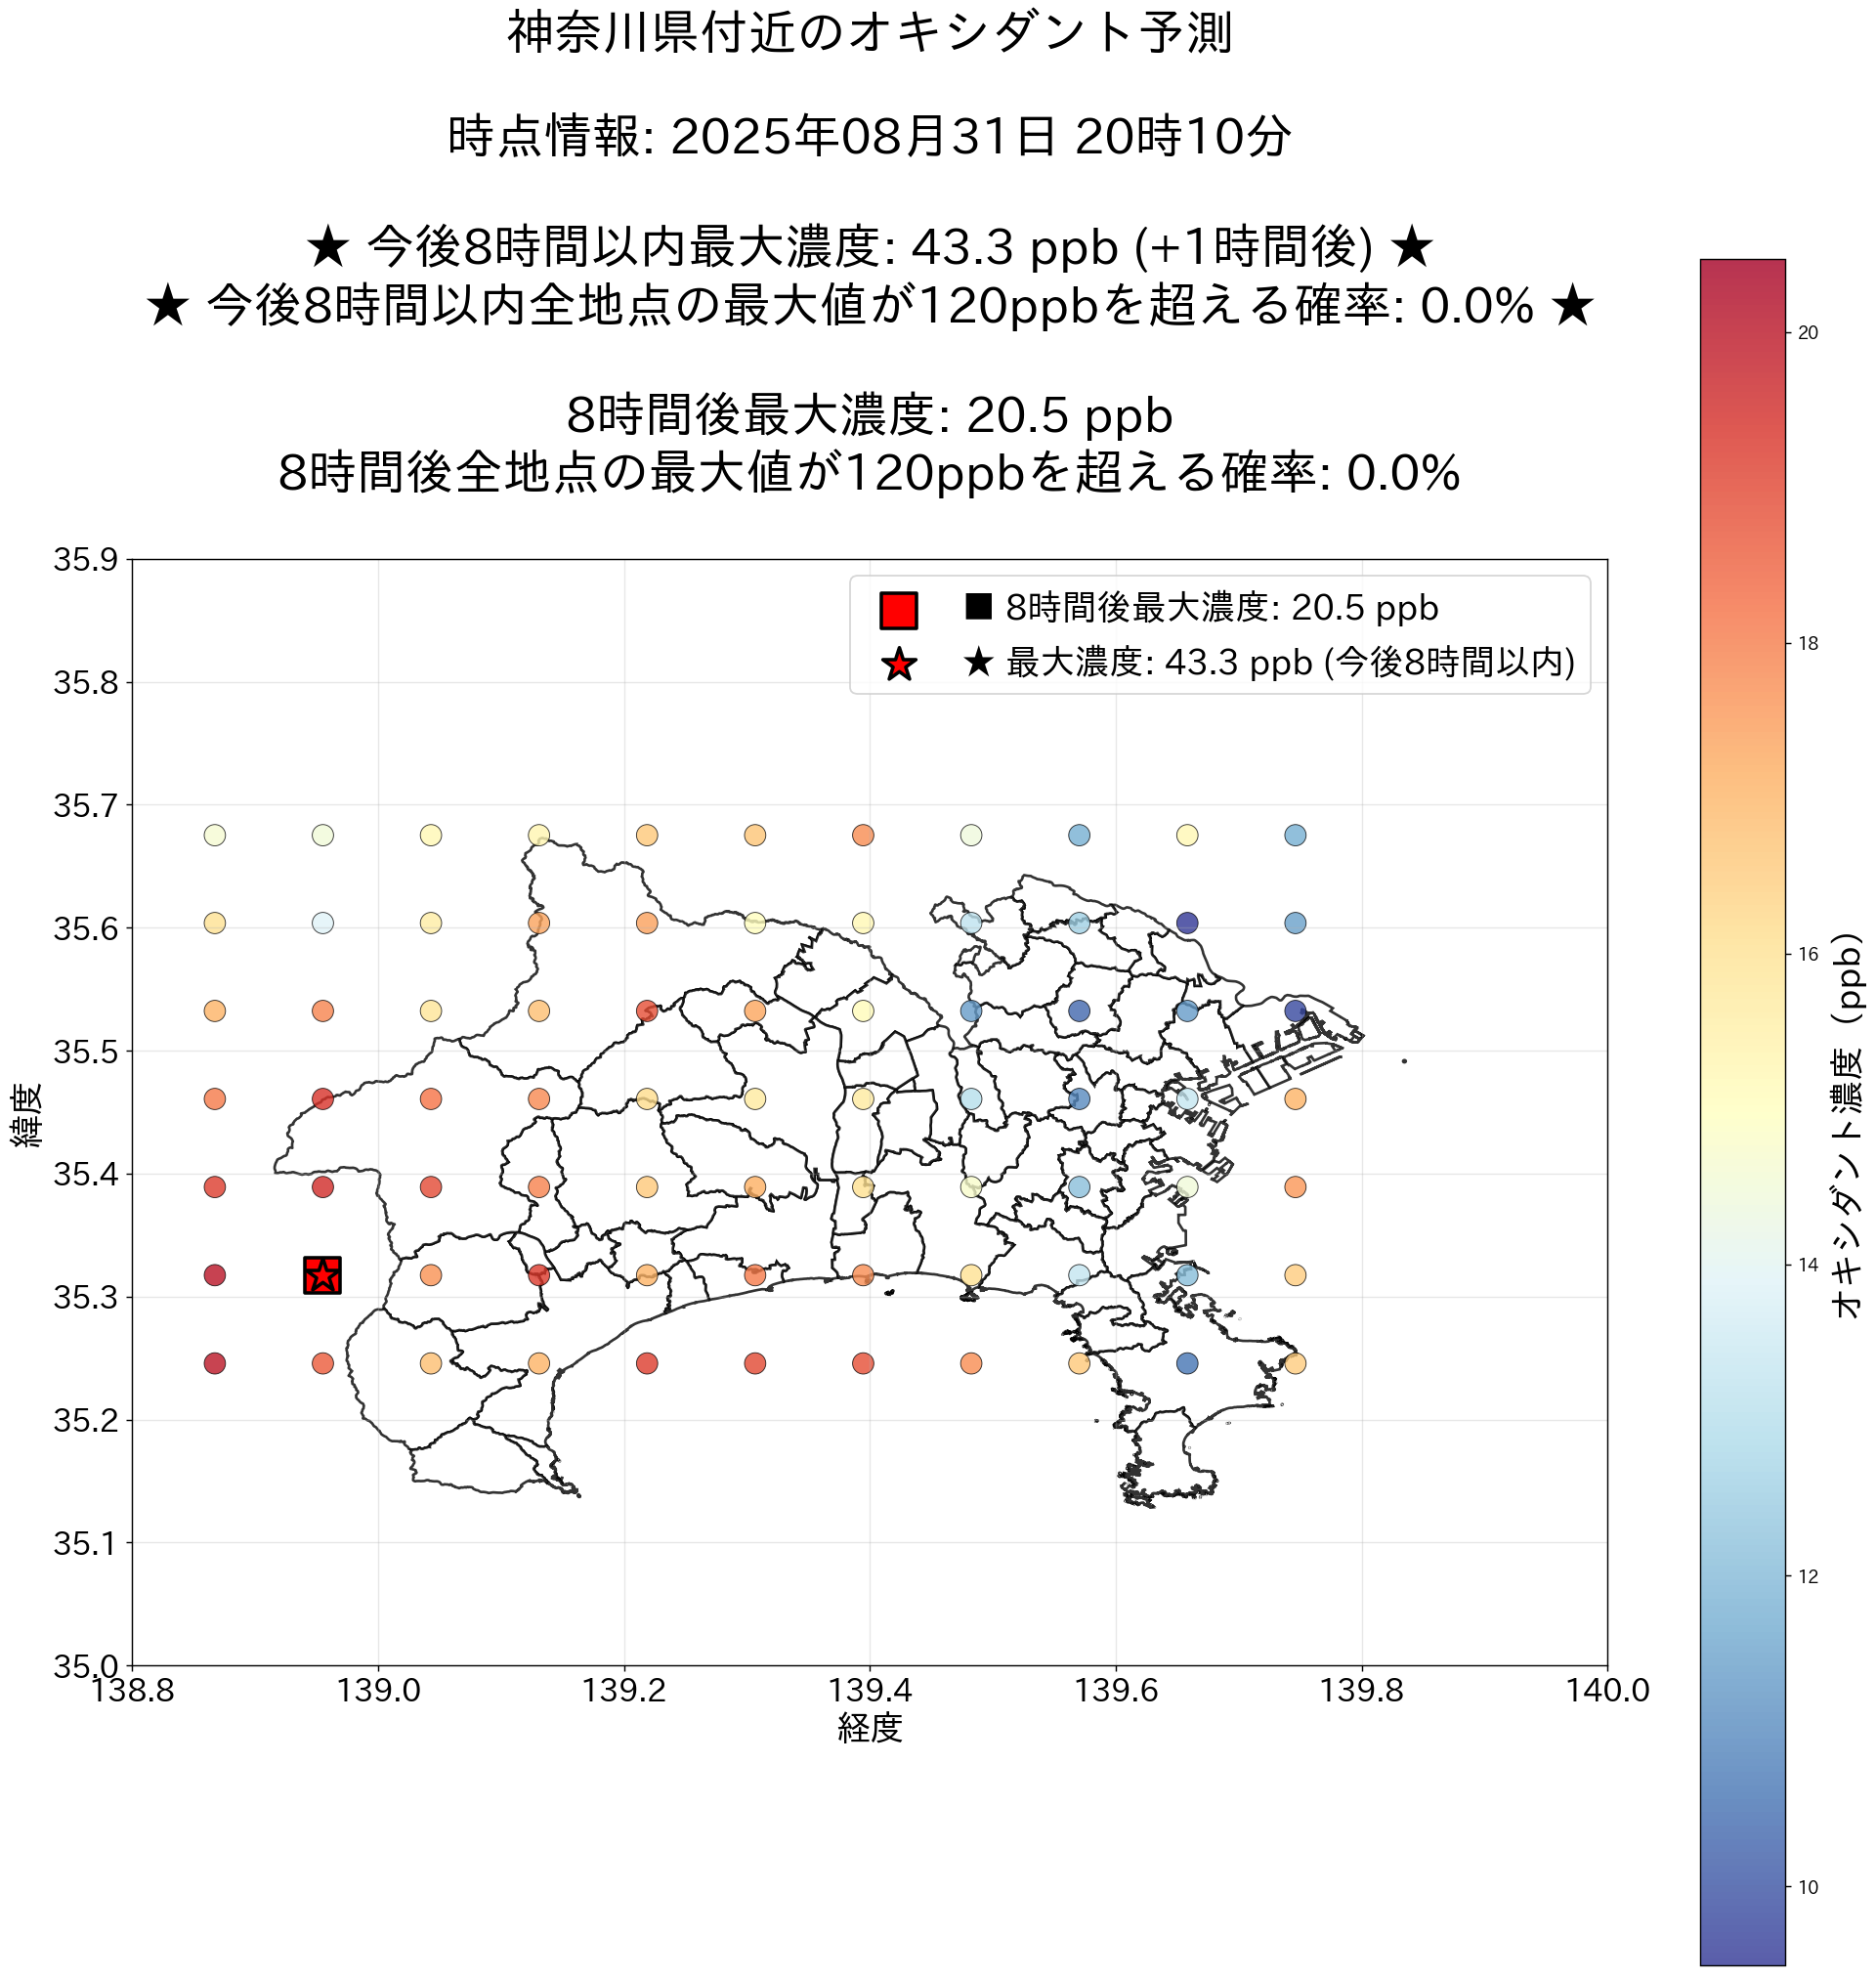 神奈川県付近のオキシダント予測
時点情報: 2025年08月31日 20時10分
★ 今後8時間以内最大濃度: 43.3 ppb (+1時間後) ★
★ 今後8時間以内全地点の最大値が120ppbを超える確率: 0.0% ★
8時間後最大濃度: 20.5 ppb
8時間後全地点の最大値が120ppbを超える確率: 0.0%
■ 8時間後最大濃度: 20.5 ppb
★ 最大濃度: 43.3 ppb (今後8時間以内)
35.9
35.8
35.7
35.6
35.5
35.4
35.3
35.2
35.1
35.0
緯度
138.8
139.0
139.2
139.4
139.6
139.8
140.0
経度
20
18
16
14
12
10
オキシダント濃度（ppb）